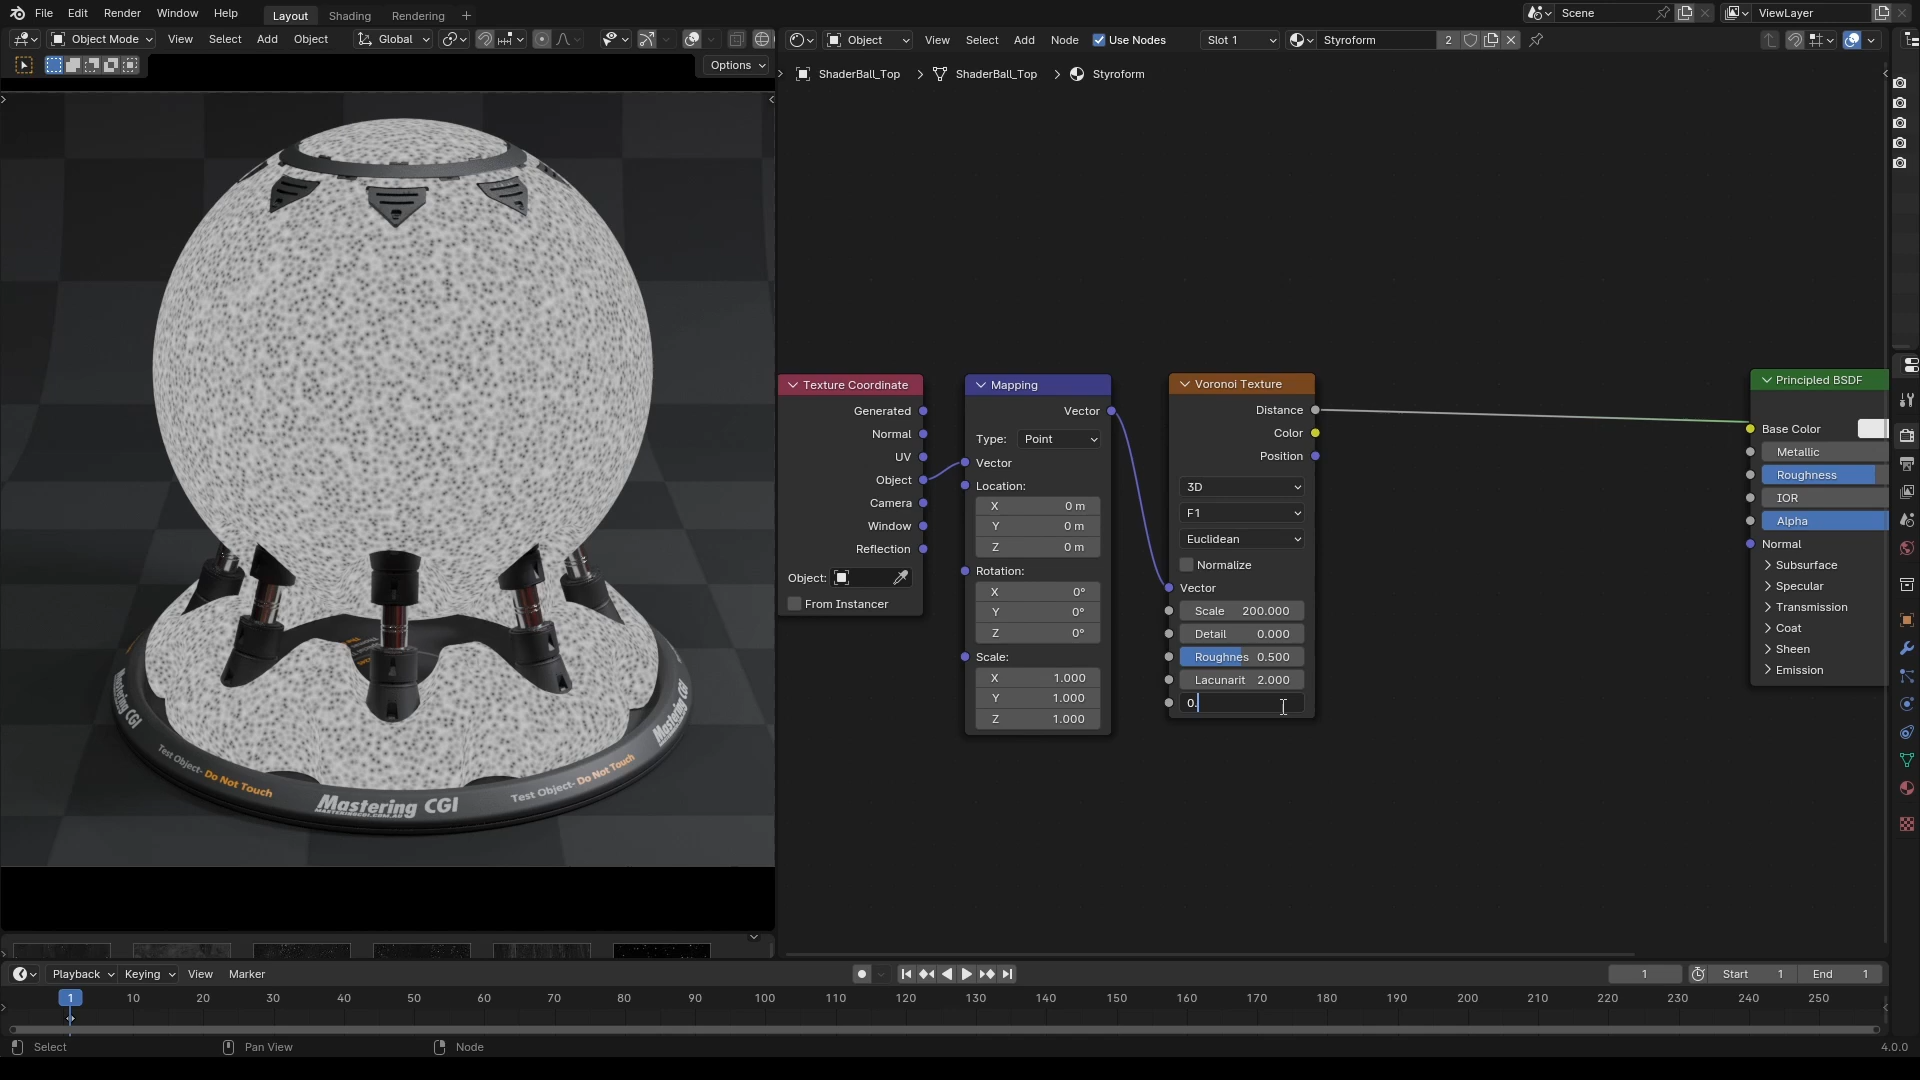 File Edit Render Window Help Layout Shading Rendering + Scene ViewLayer
Object Mode View Select Add Object Global Object View Select Add Node Use Nodes Slot 1 Styroform 2
Options
ShaderBall_Top > ShaderBall_Top > Styroform
Texture Coordinate
Generated
Normal
UV
Object
Camera
Window
Reflection
Object:
From Instancer
Mapping
Vector
Type: Point
Vector
Location:
X 0 m
Y 0 m
Z 0 m
Rotation:
X 0°
Y 0°
Z 0°
Scale:
X 1.000
Y 1.000
Z 1.000
Voronoi Texture
Distance
Color
Position
3D
F1
Euclidean
Normalize
Vector
Scale 200.000
Detail 0.000
Roughnes 0.500
Lacunarit 2.000
0.
Principled BSDF
Base Color
Metallic
Roughness
IOR
Alpha
Normal
Subsurface
Specular
Transmission
Coat
Sheen
Emission
Mastering CGI
Test Object- Do Not Touch
Mastering CGI
MASTERINGCGI.COM.AU
Test Object- Do Not Touch
Mastering CGI
Playback Keying View Marker 1 Start 1 End 1
1 10 20 30 40 50 60 70 80 90 100 110 120 130 140 150 160 170 180 190 200 210 220 230 240 250
Select Pan View Node 4.0.0